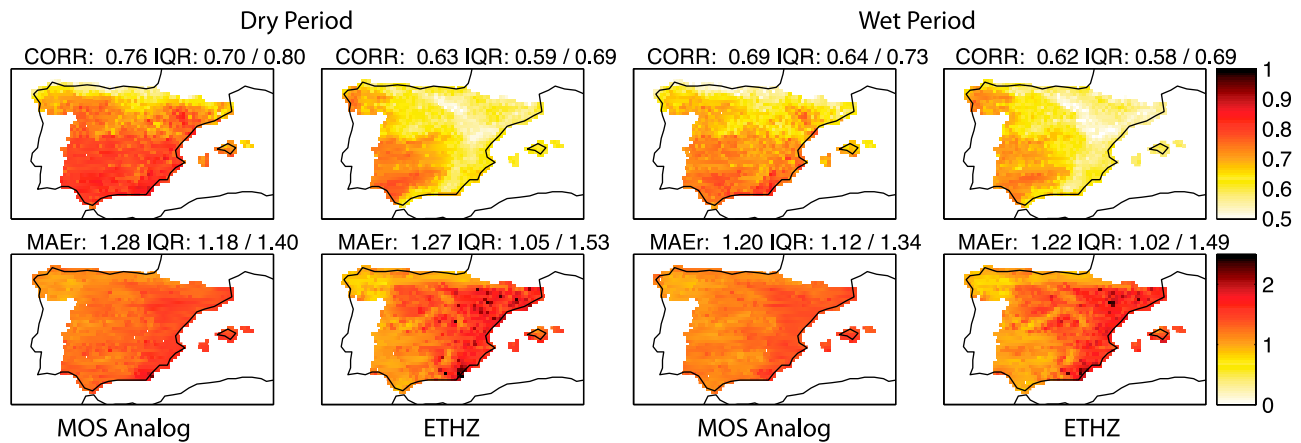 Dry Period
Wet Period
CORR: 0.76 IQR: 0.70 / 0.80
0.63 IQR: 0.59 / 0.69
CORR: 0.69 IQR: 0.64 / 0.73
CORR: 0.62 IQR: 0.58 / 0.69
1
0.9
0.8
0.7
0.6
0.5
MAEr: 1.28 IQR: 1.18 / 1.40
MAEr: 1.27 IQR: 1.05 / 1.53
MAEr: 1.20 IQR: 1.12 / 1.34
MAEr: 1.22 IQR: 1.02 / 1.49
2
1
0
MOS Analog
ETHZ
MOS Analog
ETHZ